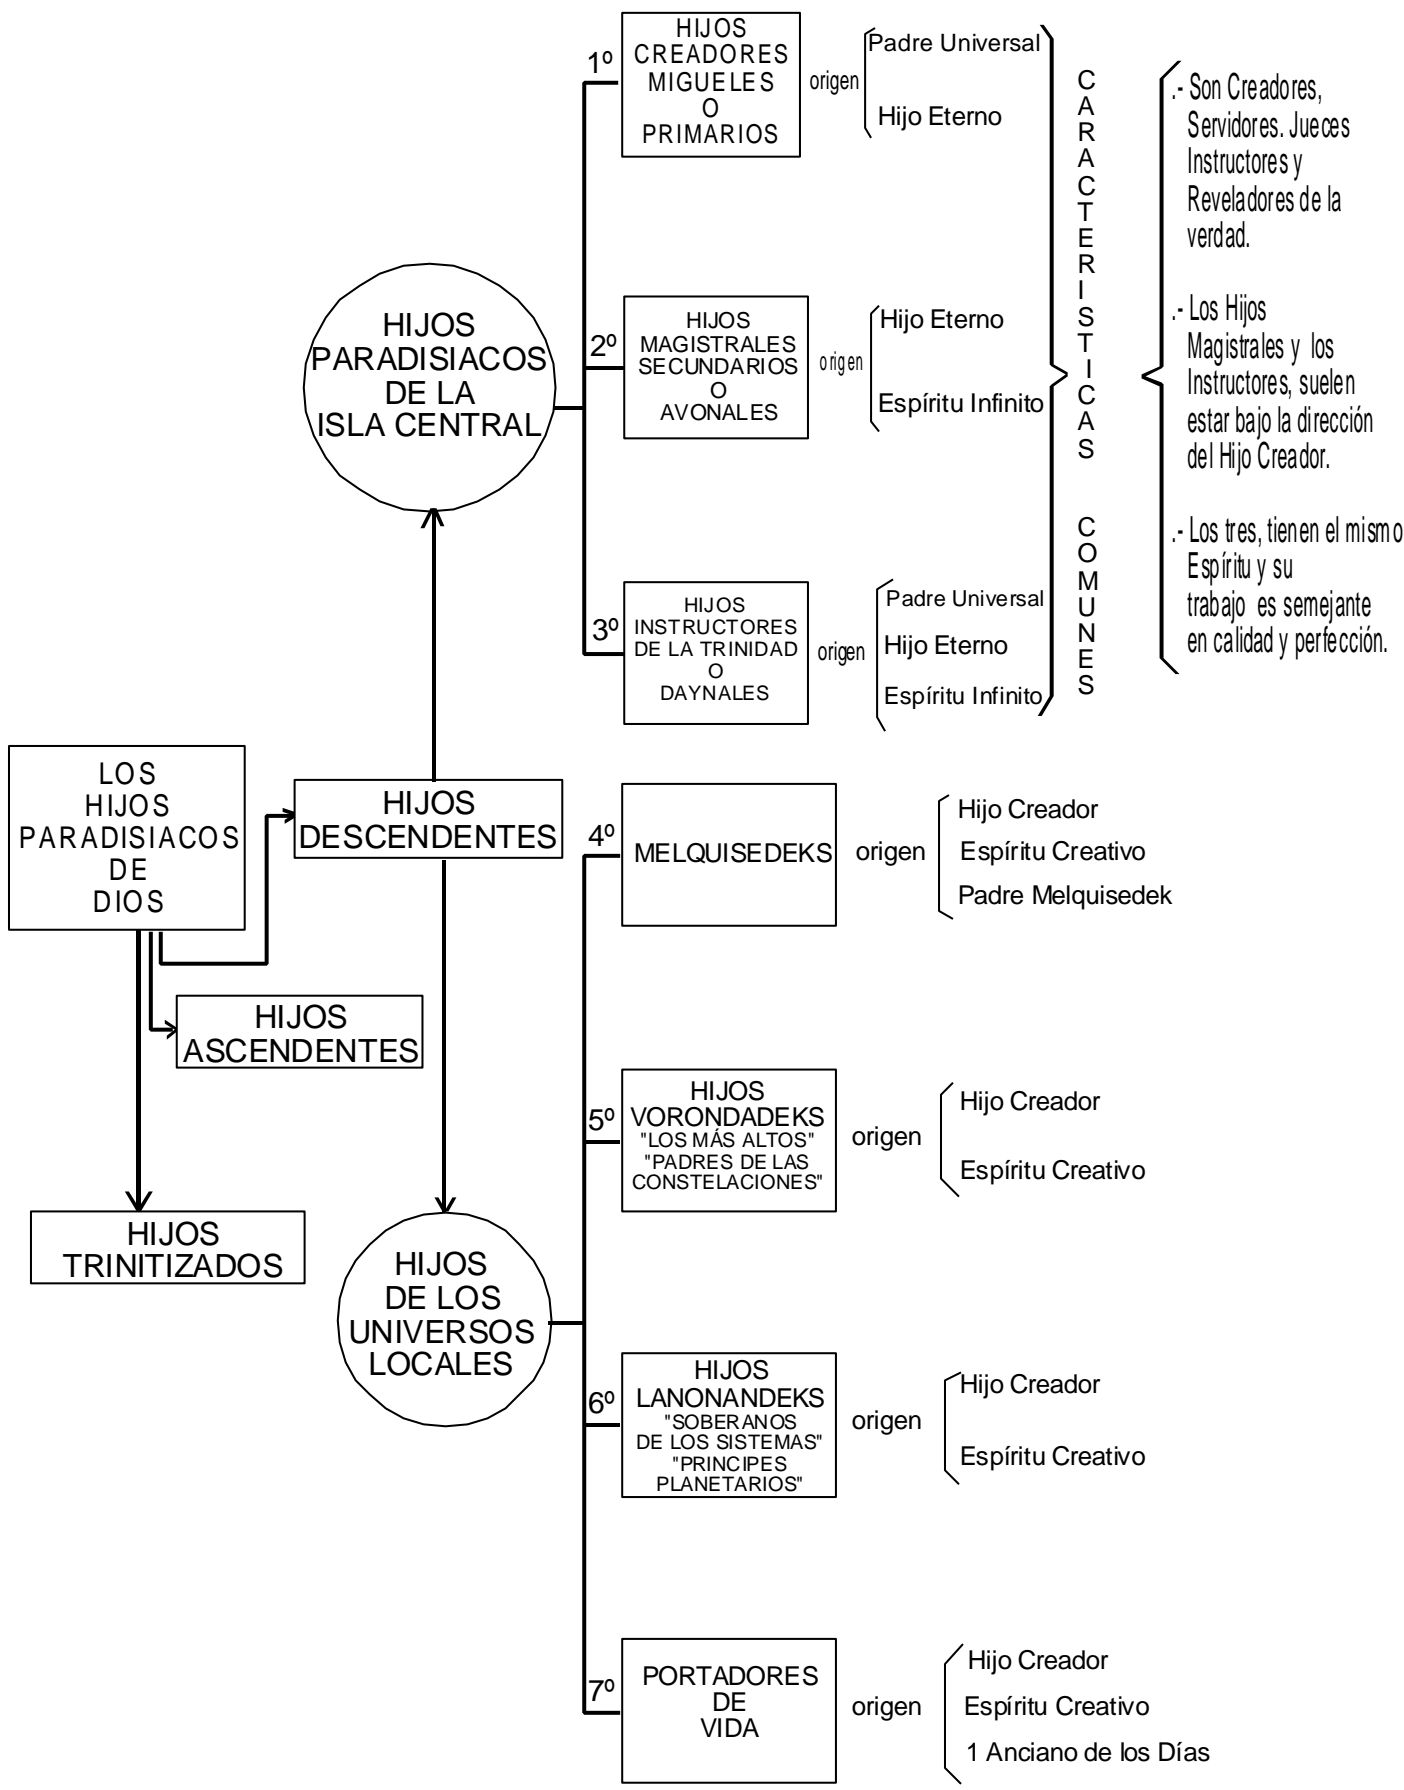 1º
HIJOS
CREADORES
MIGUELES
O
PRIMARIOS
origen
Padre Universal
Hijo Eterno
2º
HIJOS
MAGISTRALES
SECUNDARIOS
O
AVONALES
origen
Hijo Eterno
Espíritu Infinito
3º
HIJOS
INSTRUCTORES
DE LA TRINIDAD
O
DAYNALES
origen
Padre Universal
Hijo Eterno
Espíritu Infinito
CARACTERISTICAS COMUNES
.- Son Creadores,
Servidores. Jueces
Instructores y
Reveladores de la
verdad.
.- Los Hijos
Magistrales y los
Instructores, suelen
estar bajo la dirección
del Hijo Creador.
.- Los tres, tienen el mismo
Espíritu y su
trabajo es semejante
en calidad y perfección.
HIJOS
PARADISIACOS
DE LA
ISLA CENTRAL
LOS
HIJOS
PARADISIACOS
DE
DIOS
HIJOS
DESCENDENTES
HIJOS
ASCENDENTES
HIJOS
TRINITIZADOS
HIJOS
DE LOS
UNIVERSOS
LOCALES
4º
MELQUISEDEKS
origen
Hijo Creador
Espíritu Creativo
Padre Melquisedek
5º
HIJOS
VORONDADEKS
"LOS MÁS ALTOS"
"PADRES DE LAS
CONSTELACIONES"
origen
Hijo Creador
Espíritu Creativo
6º
HIJOS
LANONANDEKS
"SOBERANOS
DE LOS SISTEMAS"
"PRINCIPES
PLANETARIOS"
origen
Hijo Creador
Espíritu Creativo
7º
PORTADORES
DE
VIDA
origen
Hijo Creador
Espíritu Creativo
1 Anciano de los Días